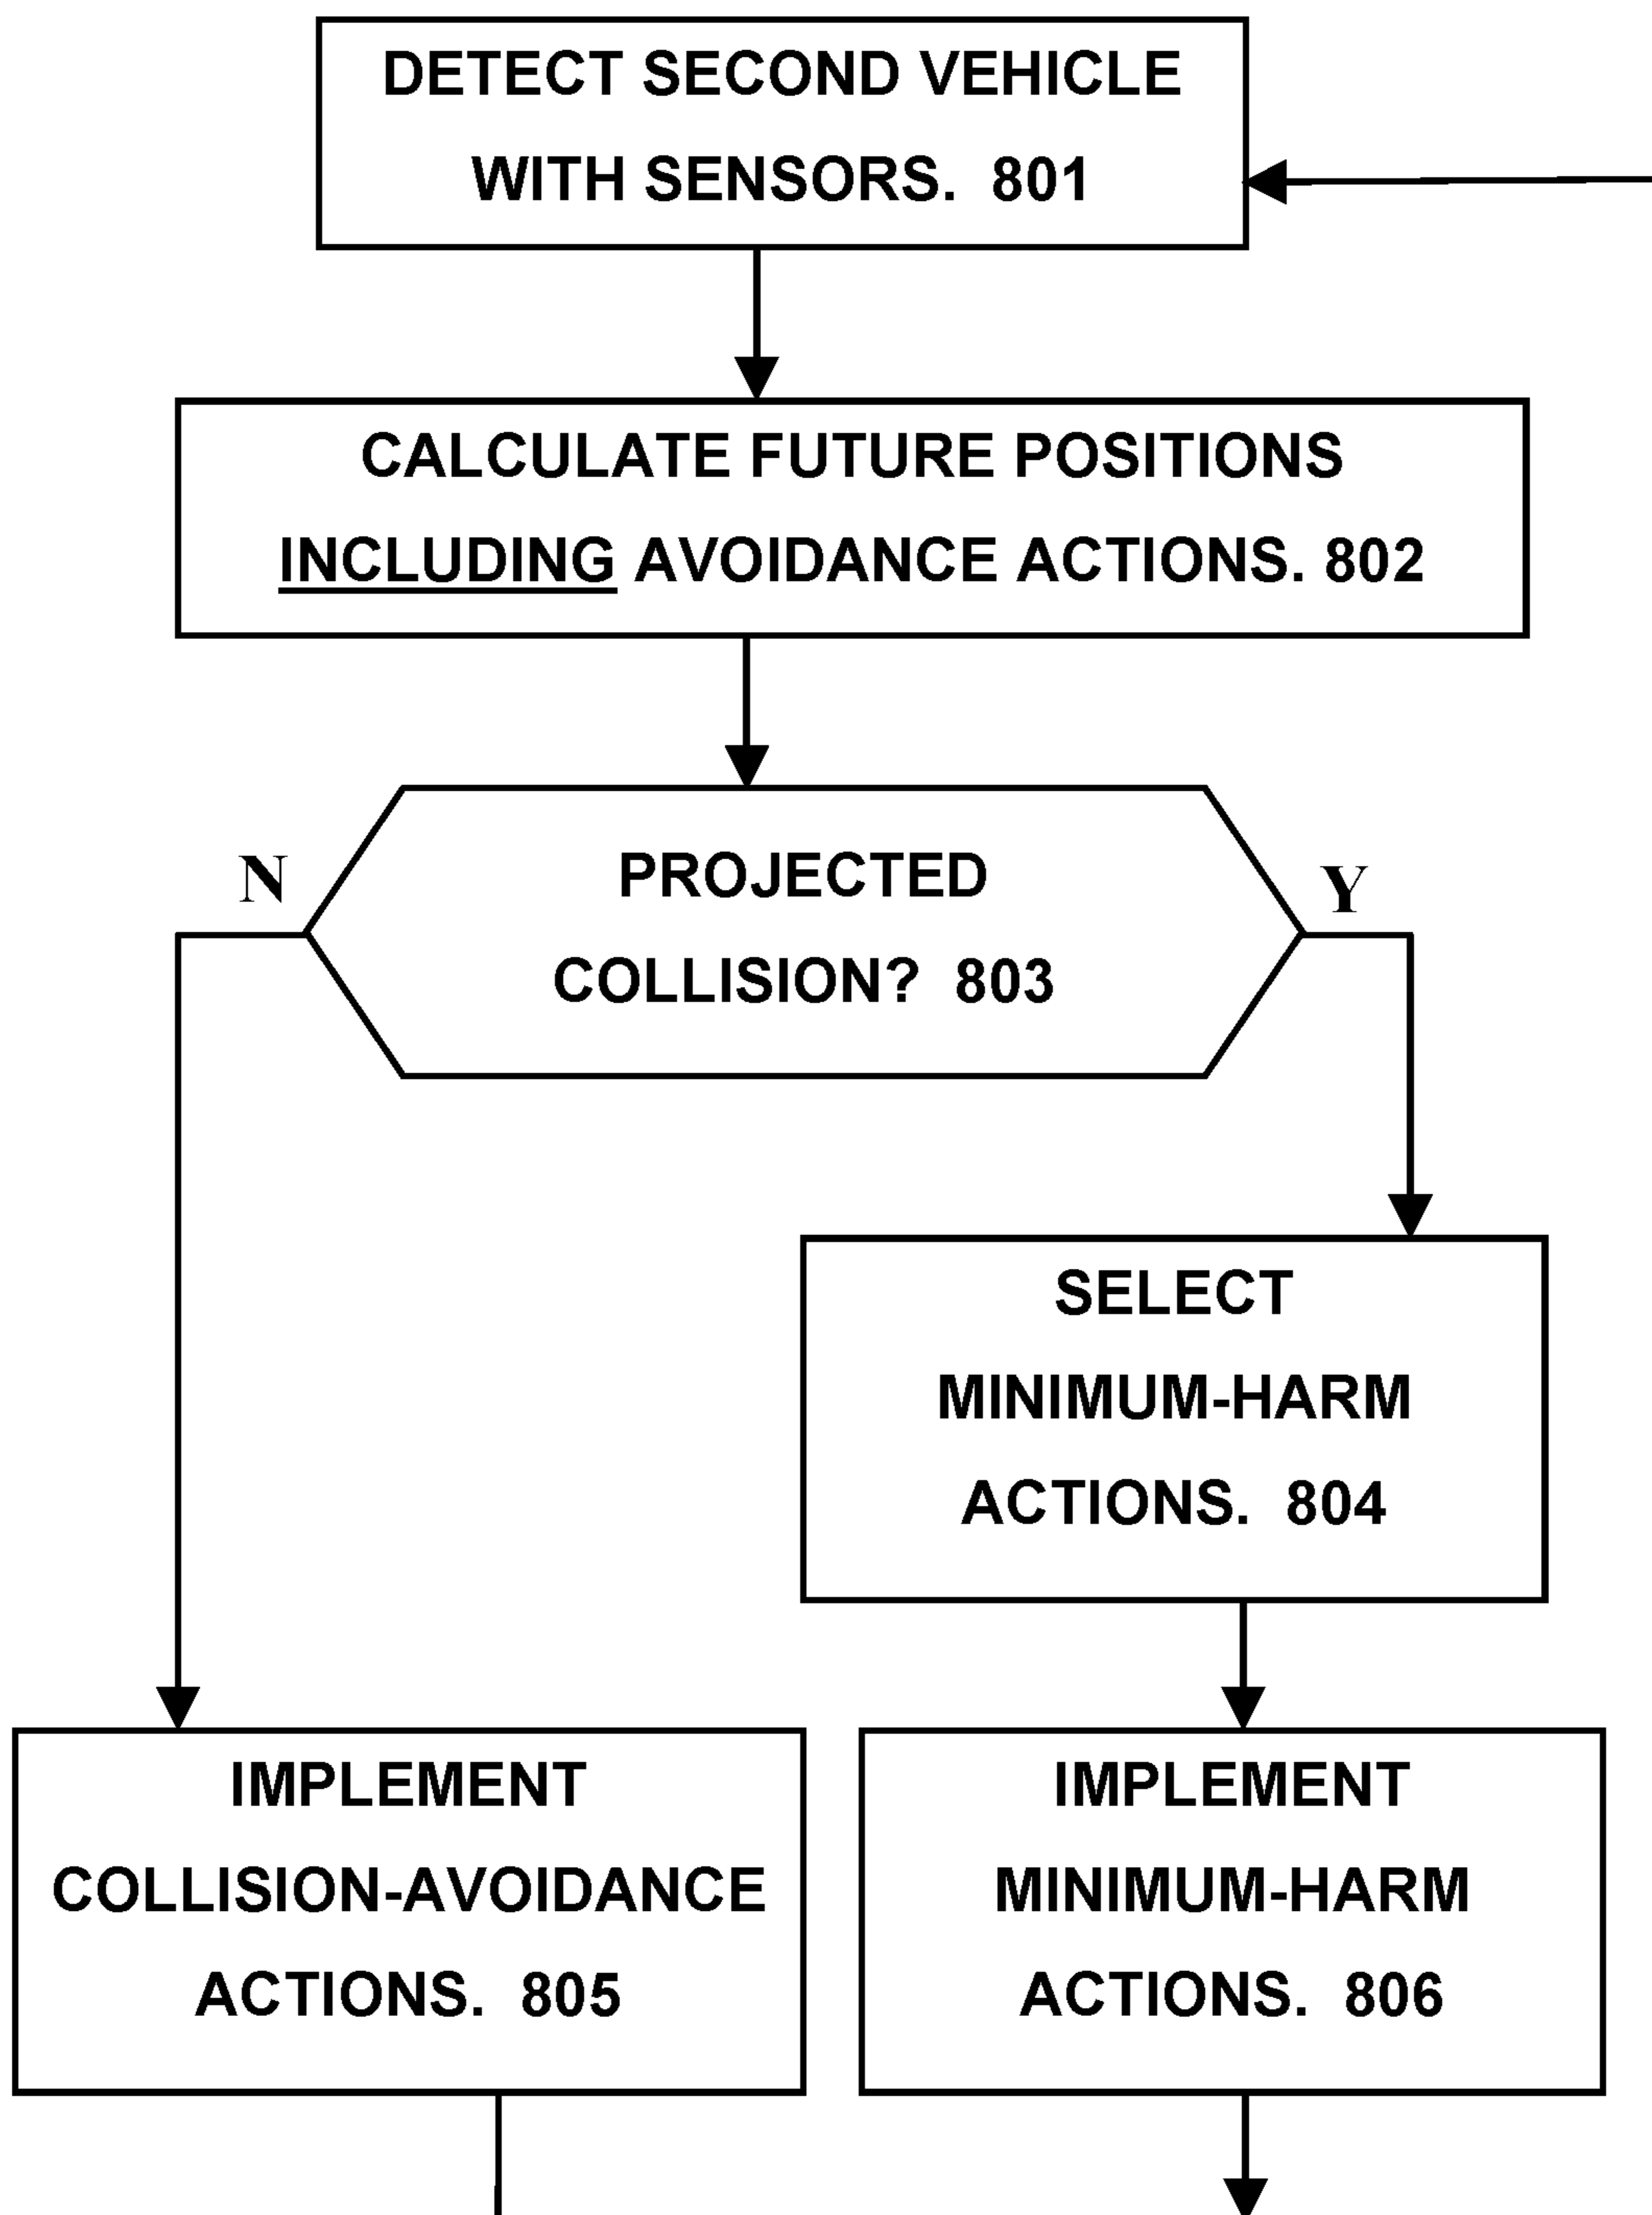 DETECT SECOND VEHICLE
WITH SENSORS. 801
CALCULATE FUTURE POSITIONS
INCLUDING AVOIDANCE ACTIONS. 802
N
PROJECTED
COLLISION? 803
Y
SELECT
MINIMUM-HARM
ACTIONS. 804
IMPLEMENT
COLLISION-AVOIDANCE
ACTIONS. 805
IMPLEMENT
MINIMUM-HARM
ACTIONS. 806